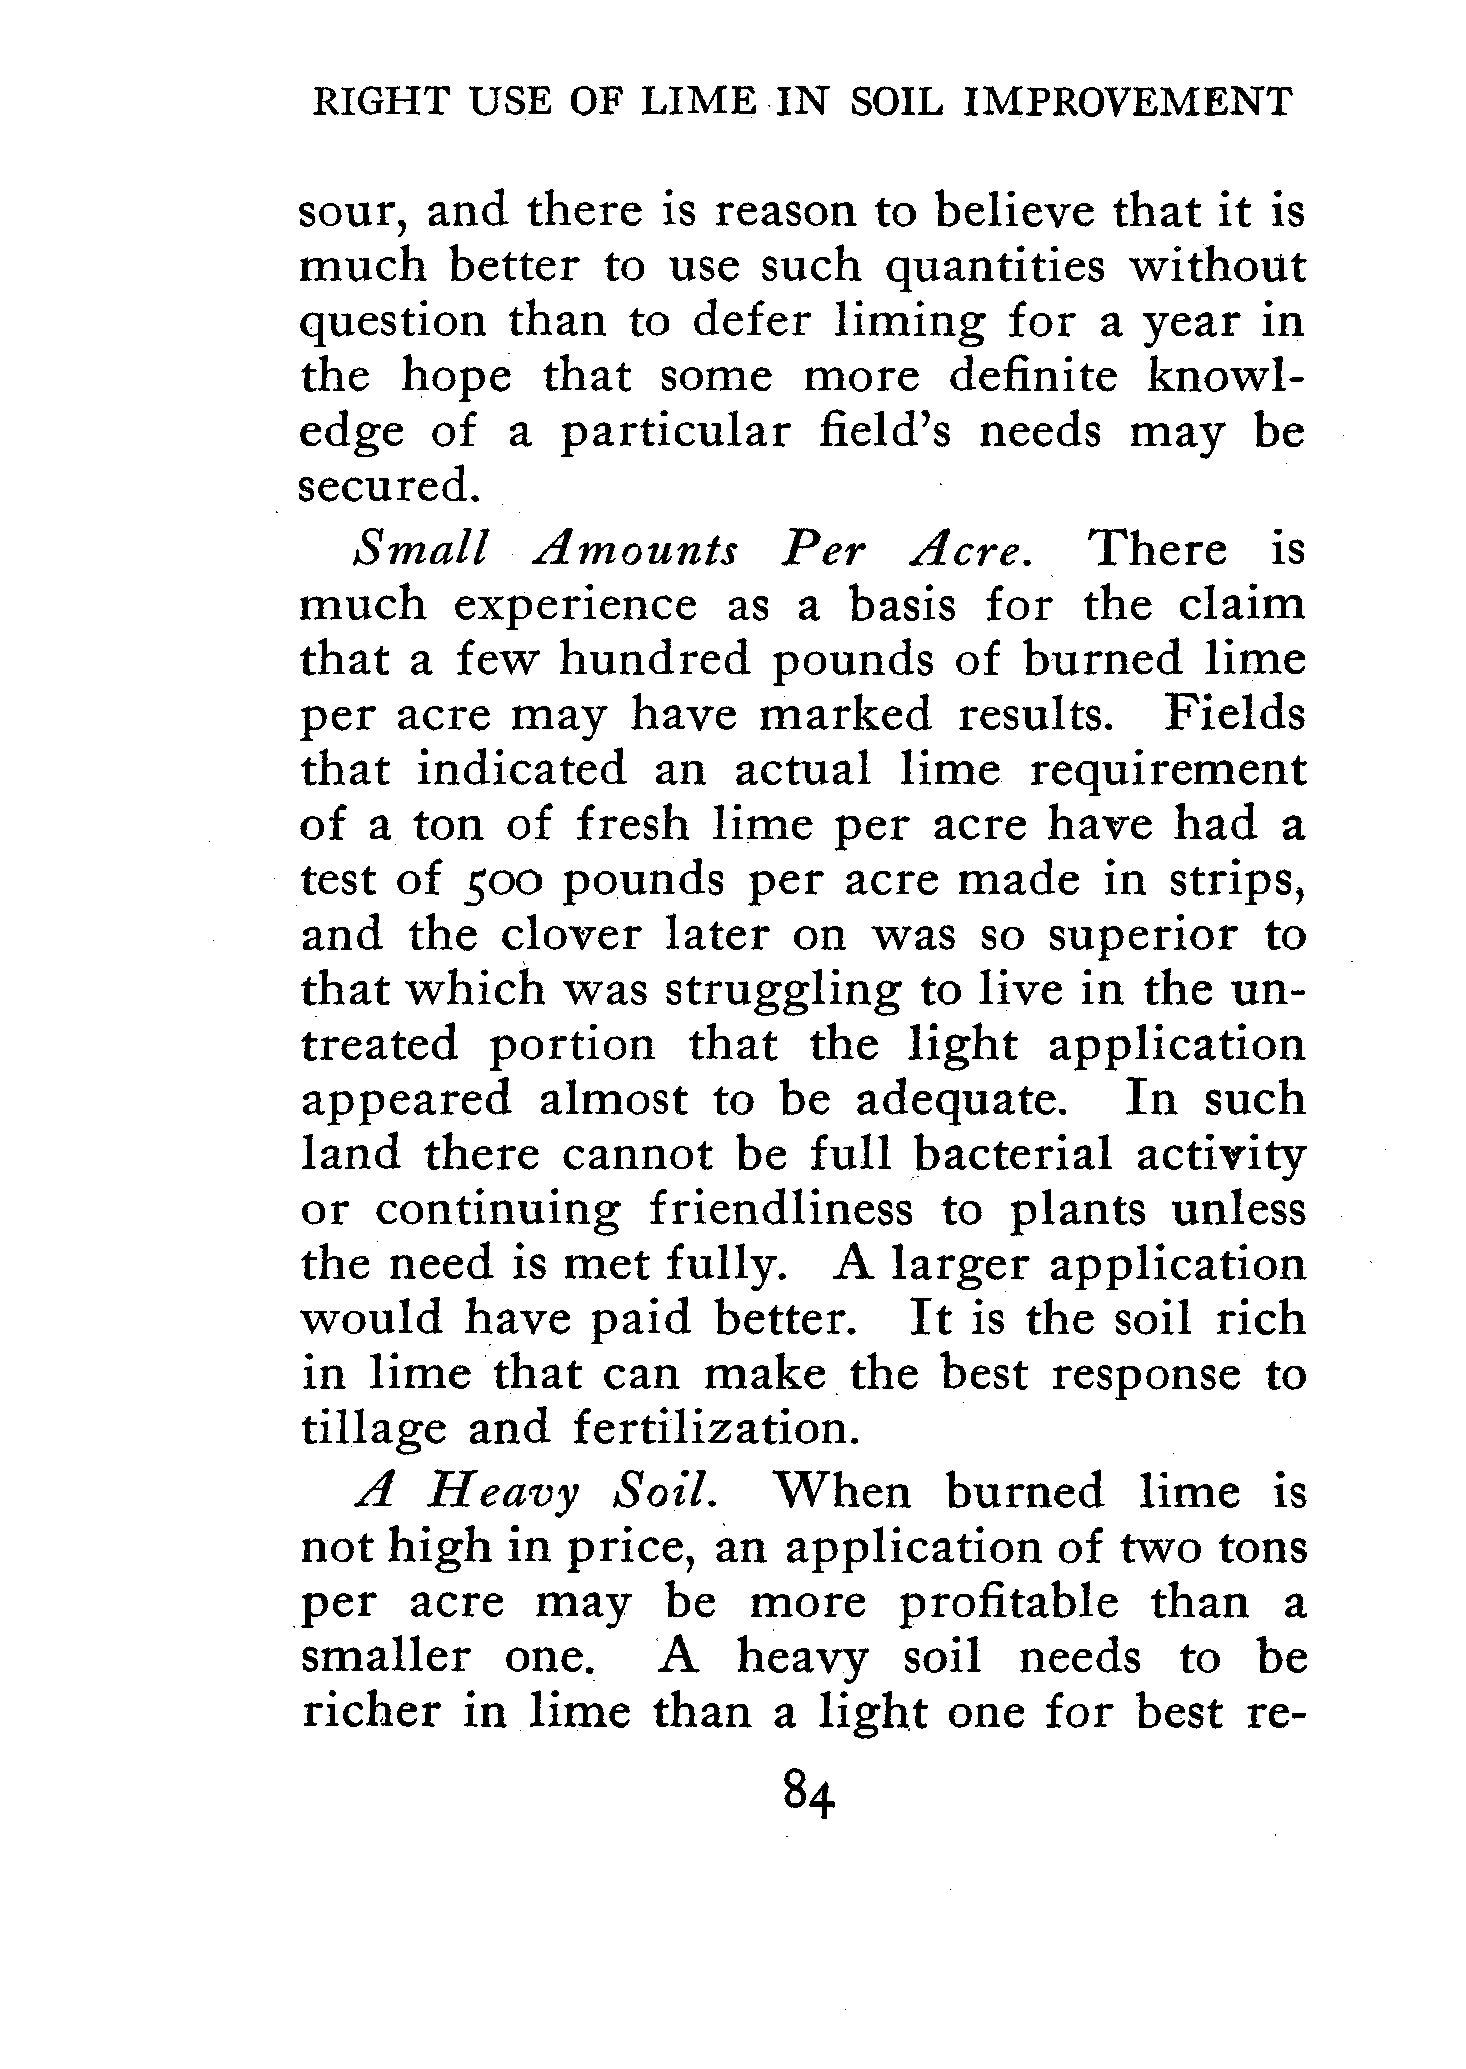 RIGHT USE OF LIME IN SOIL IMPROVEMENT
sour, and there is reason to believe that it is
much better to use such quantities without
question than to defer liming for a year in
the hope that some more definite knowl-
edge of a particular field's needs may be
secured.
Small Amounts Per Acre. There is
much experience as a basis for the claim
that a few hundred pounds of burned lime
per acre may have marked results. Fields
that indicated an actual lime requirement
of a ton of fresh lime per acre have had a
test of 500 pounds per acre made in strips,
and the clover later on was so superior to
that which was struggling to live in the un-
treated portion that the light application
appeared almost to be adequate. In such
land there cannot be full bacterial activity
or continuing friendliness to plants unless
the need is met fully. A larger application
would have paid better. It is the soil rich
in lime that can make the best response to
tillage and fertilization.
A Heavy Soil. When burned lime is
not high in price, an application of two tons
per acre may be more profitable than a
smaller one. A heavy soil needs to be
richer in lime than a light one for best re-
84